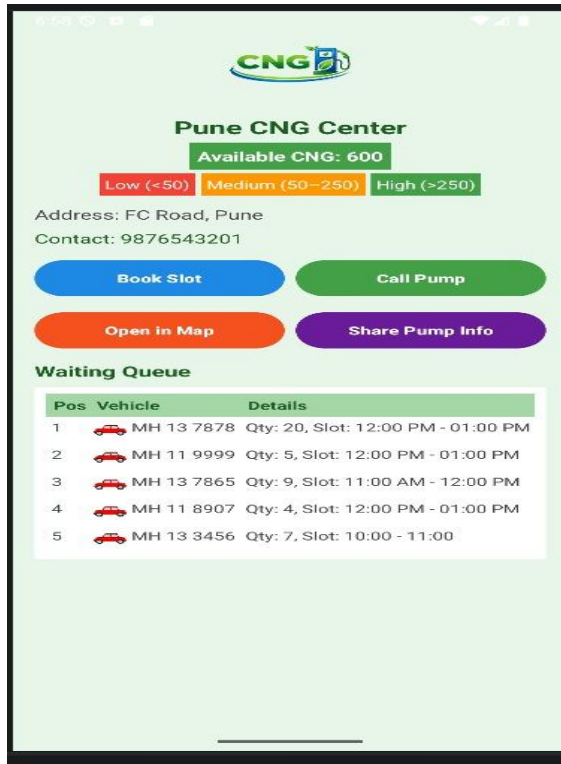 6:58
CNG
Pune CNG Center
Available CNG: 600
Low (<50) Medium (50–250) High (>250)
Address: FC Road, Pune
Contact: 9876543201
Book Slot Call Pump
Open in Map Share Pump Info
Waiting Queue
Pos Vehicle Details
1 MH 13 7878 Qty: 20, Slot: 12:00 PM - 01:00 PM
2 MH 11 9999 Qty: 5, Slot: 12:00 PM - 01:00 PM
3 MH 13 7865 Qty: 9, Slot: 11:00 AM - 12:00 PM
4 MH 11 8907 Qty: 4, Slot: 12:00 PM - 01:00 PM
5 MH 13 3456 Qty: 7, Slot: 10:00 - 11:00